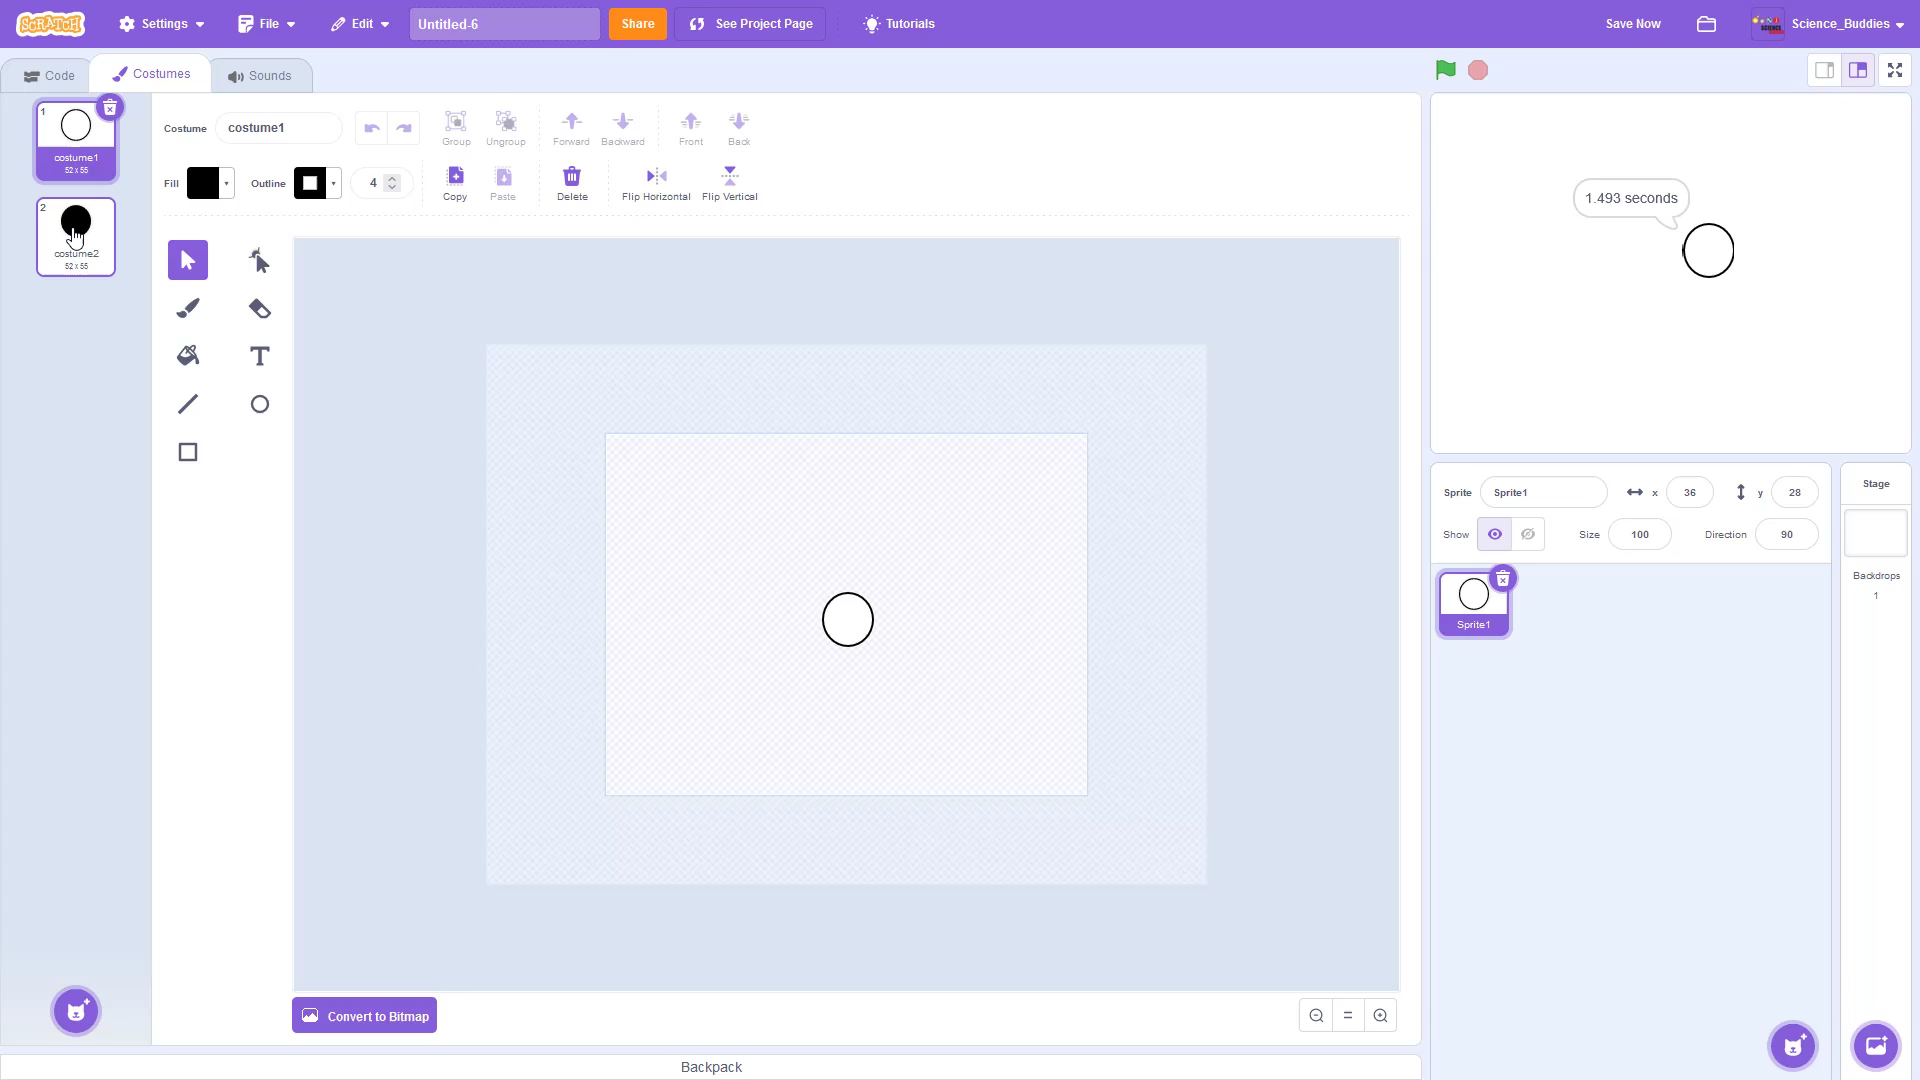 SCRATCH
Settings
File
Edit
Untitled-6
Share
See Project Page
Tutorials
Save Now
Science_Buddies
Code
Costumes
Sounds
1
costume1
52 x 55
2
costume2
52 x 55
Costume
costume1
Group
Ungroup
Forward
Backward
Front
Back
Fill
Outline
4
Copy
Paste
Delete
Flip Horizontal
Flip Vertical
T
Convert to Bitmap
Backpack
1.493 seconds
Sprite
Sprite1
x
36
y
28
Show
Size
100
Direction
90
Sprite1
Stage
Backdrops
1